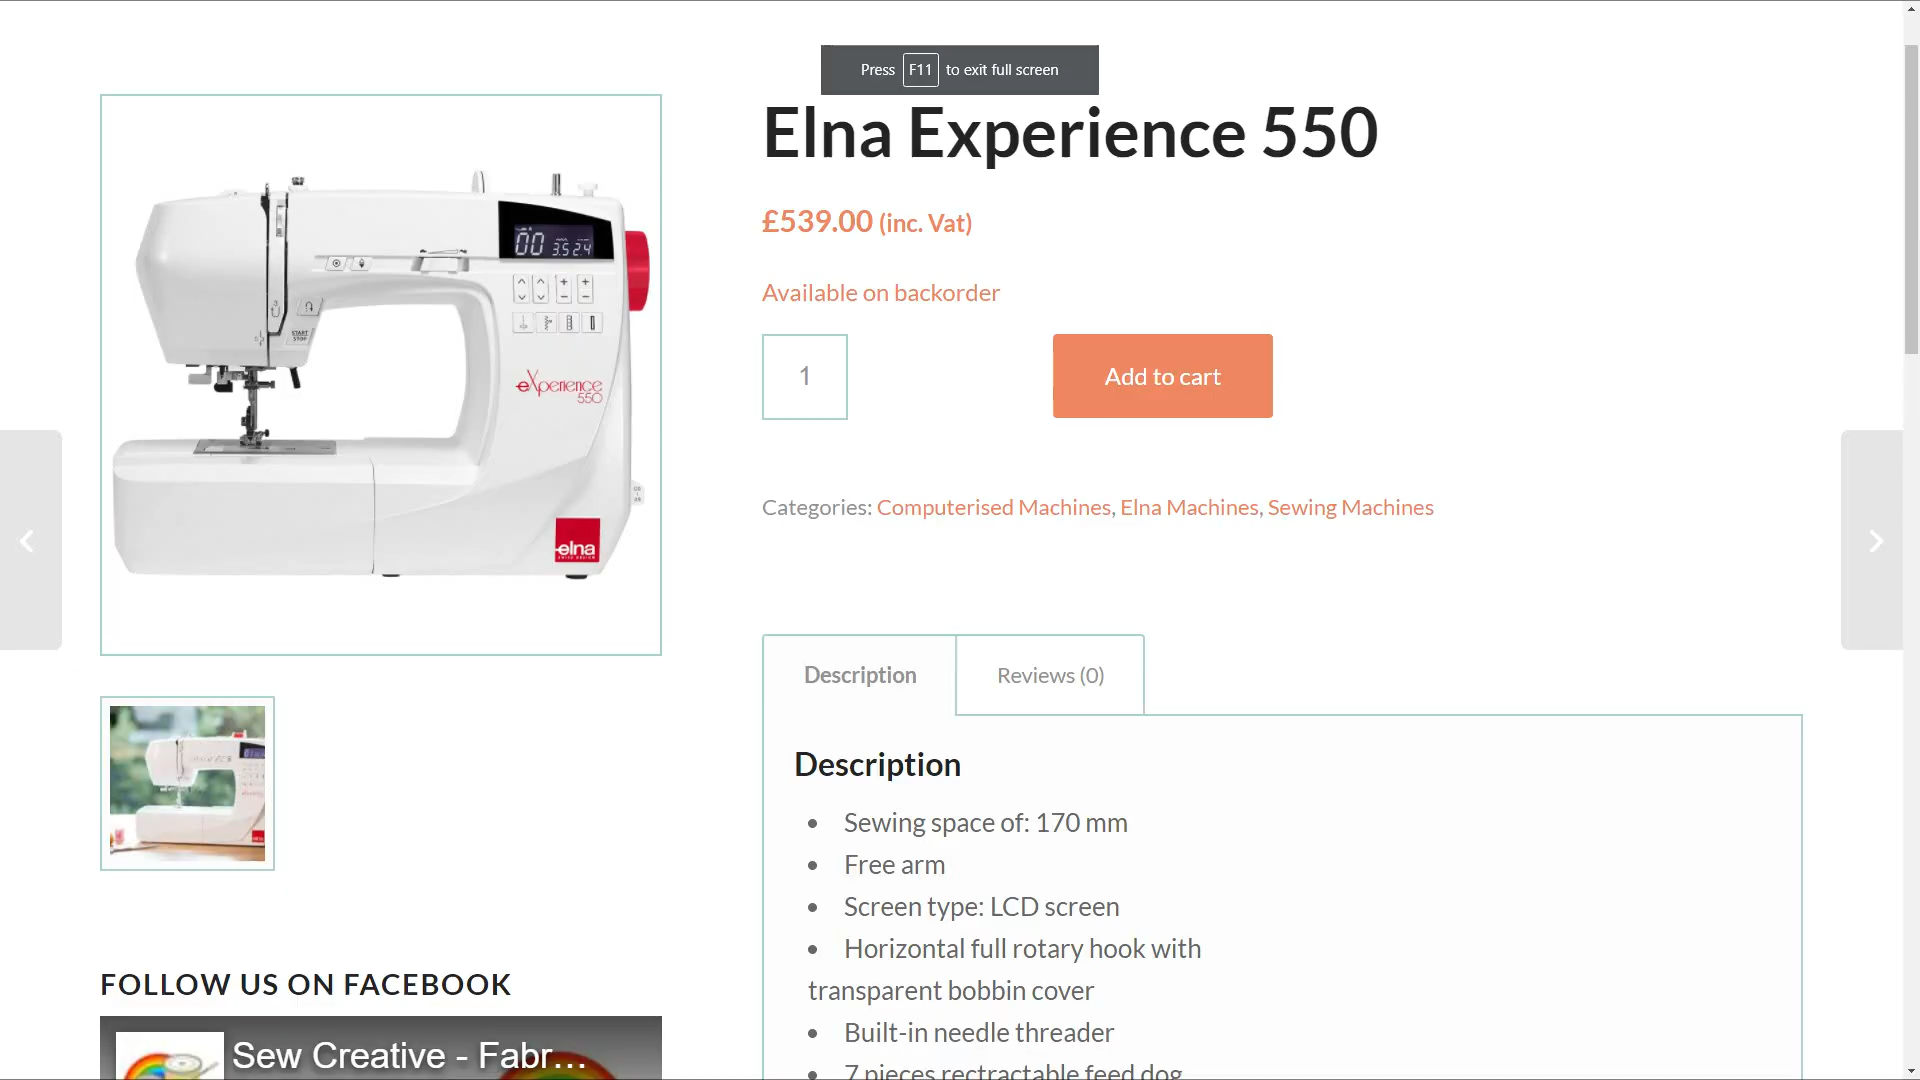 Press F11 to exit full screen
Elna Experience 550
£539.00 (inc. Vat)
Available on backorder
1
Add to cart
Categories: Computerised Machines, Elna Machines, Sewing Machines
00 3.5 2.4
START
STOP
eXperience
550
elna
Description
Reviews (0)
Description
• Sewing space of: 170 mm
• Free arm
• Screen type: LCD screen
• Horizontal full rotary hook with
transparent bobbin cover
• Built-in needle threader
• 7 pieces rectractable feed dog
FOLLOW US ON FACEBOOK
Sew Creative - Fabr...